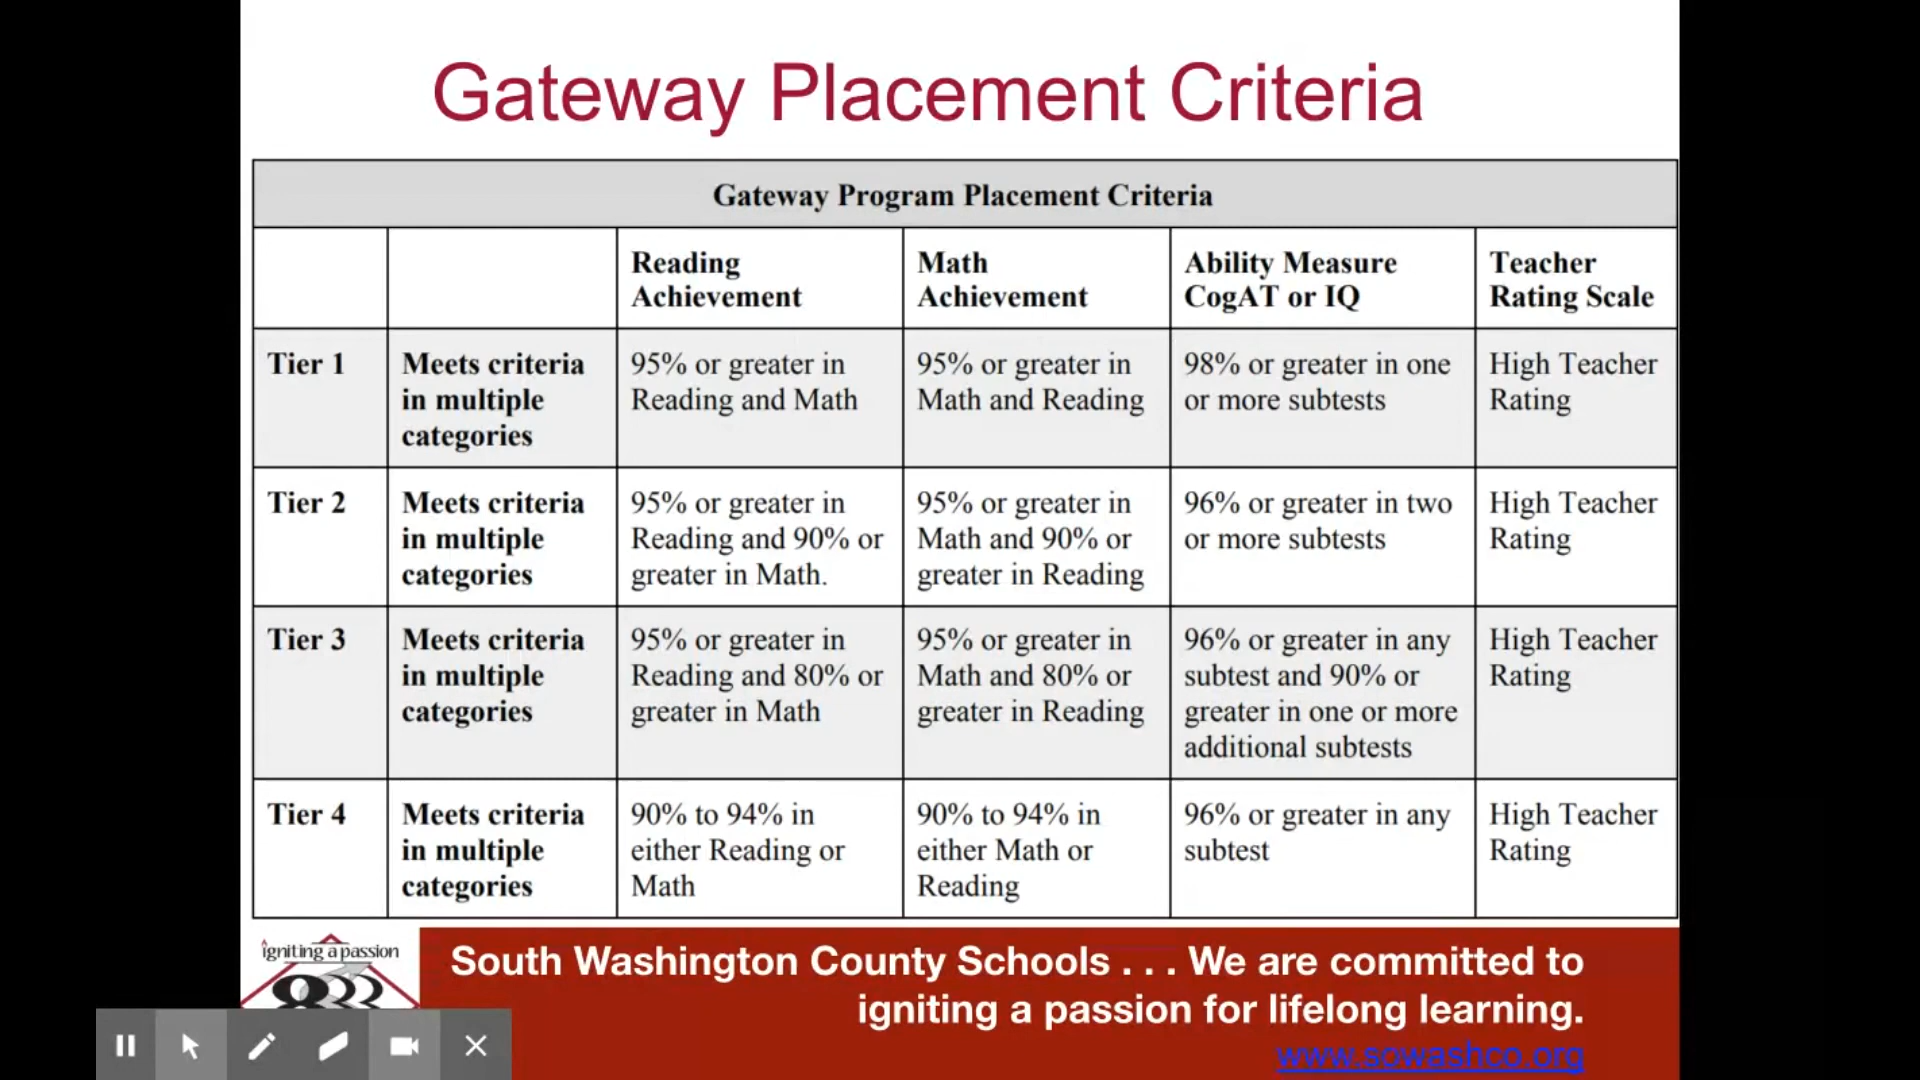 Gateway Placement Criteria
Gateway Program Placement Criteria
Reading
Achievement
Math
Achievement
Ability Measure
CogAT or IQ
Teacher
Rating Scale
Tier 1
Meets criteria
in multiple
categories
95% or greater in
Reading and Math
95% or greater in
Math and Reading
98% or greater in one
or more subtests
High Teacher
Rating
Tier 2
Meets criteria
in multiple
categories
95% or greater in
Reading and 90% or
greater in Math.
95% or greater in
Math and 90% or
greater in Reading
96% or greater in two
or more subtests
High Teacher
Rating
Tier 3
Meets criteria
in multiple
categories
95% or greater in
Reading and 80% or
greater in Math
95% or greater in
Math and 80% or
greater in Reading
96% or greater in any
subtest and 90% or
greater in one or more
additional subtests
High Teacher
Rating
Tier 4
Meets criteria
in multiple
categories
90% to 94% in
either Reading or
Math
90% to 94% in
either Math or
Reading
96% or greater in any
subtest
High Teacher
Rating
igniting a passion
833
South Washington County Schools . . . We are committed to
igniting a passion for lifelong learning.
www.sowashco.org